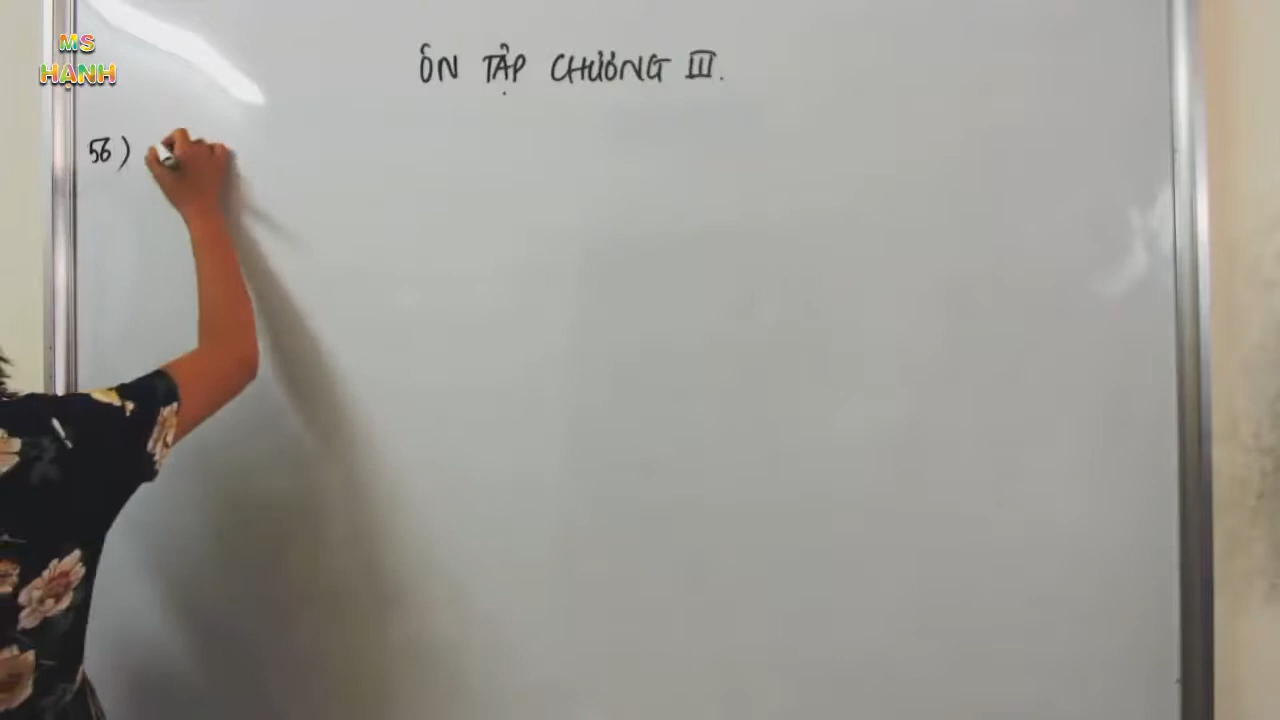 MS
HẠNH
ÔN TẬP CHƯƠNG III.
56)